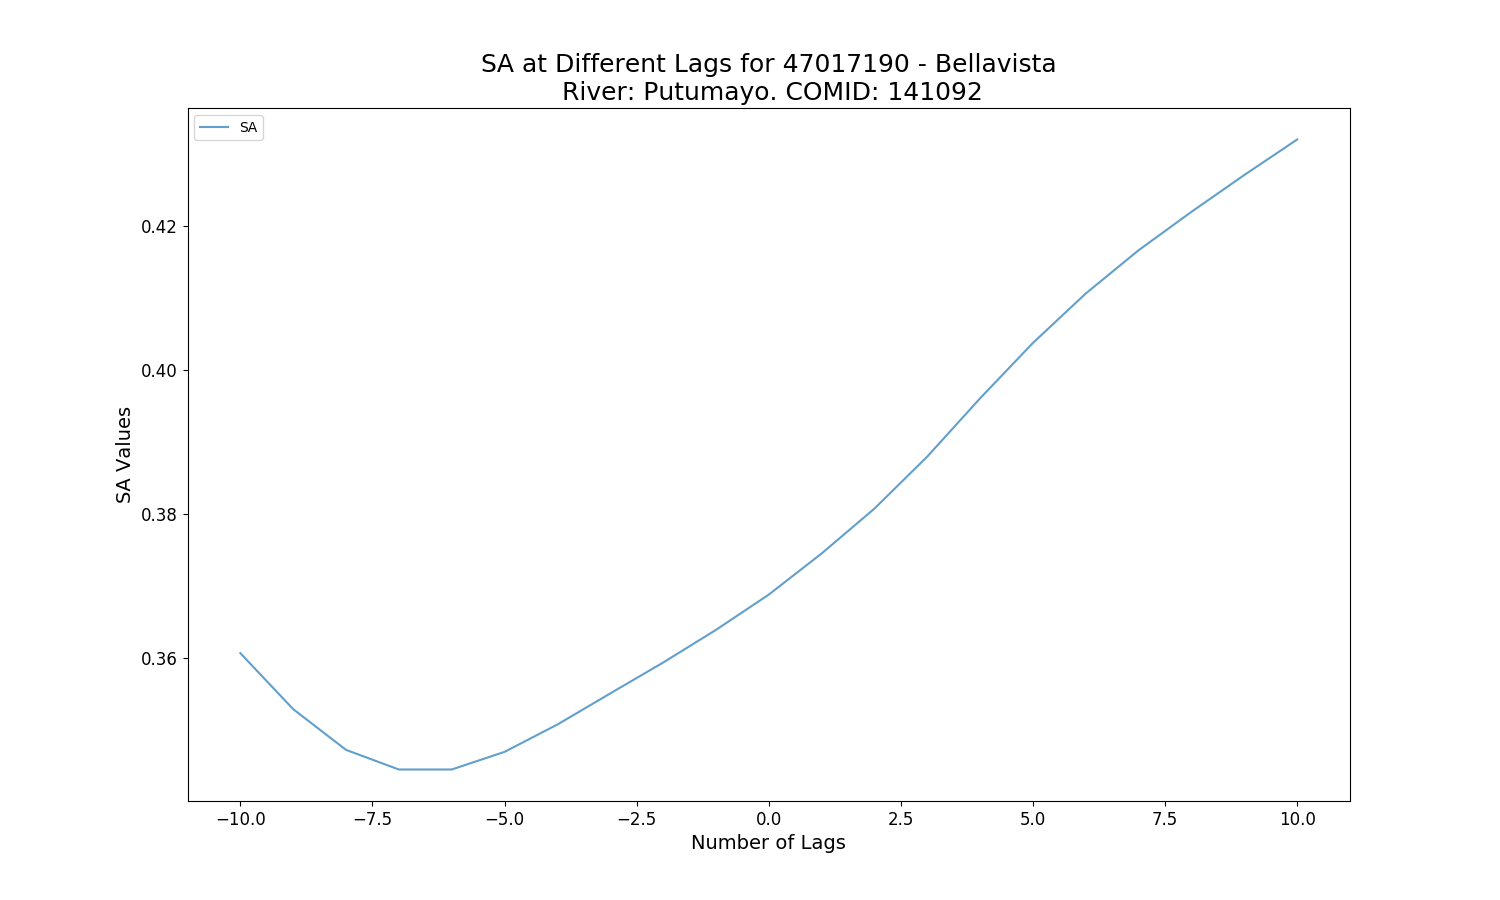 SA at Different Lags for 47017190 - Bellavista
River: Putumayo. COMID: 141092
SA
0.42
0.40
0.38
0.36
SA Values
−10.0 −7.5 −5.0 −2.5 0.0 2.5 5.0 7.5 10.0
Number of Lags